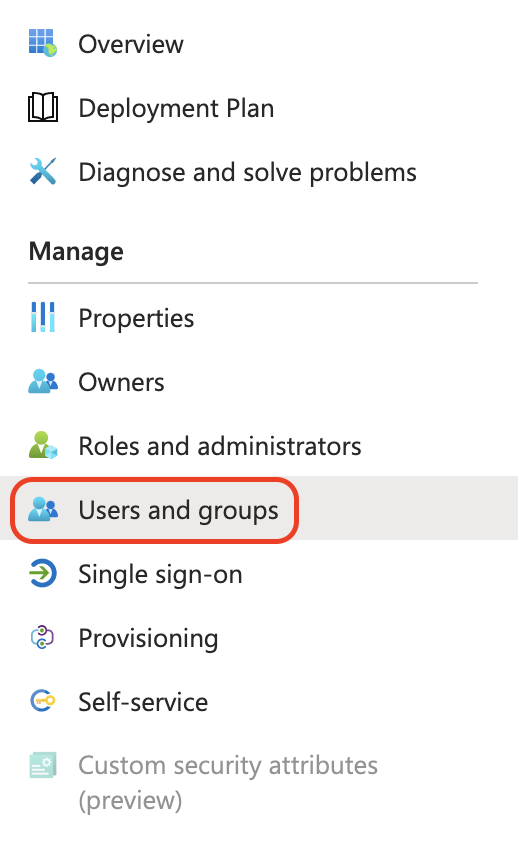 Overview
Deployment Plan
Diagnose and solve problems
Manage
Properties
Owners
Roles and administrators
Users and groups
Single sign-on
Provisioning
Self-service
Custom security attributes
(preview)